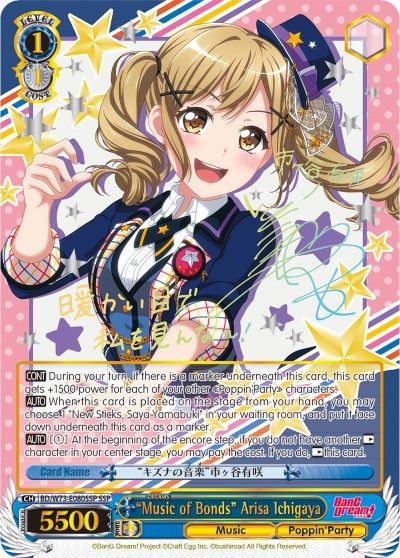 LEVEL
1
1
COST
市ヶ谷有咲
暖かい目で
私を見んな〜!
CONT During your turn, if there is a marker underneath this card, this card
gets +1500 power for each of your other <Poppin'Party> characters.
AUTO When this card is placed on the stage from your hand, you may
choose 1 "New Sticks, Saya Yamabuki" in your waiting room, and put it face
down underneath this card as a marker.
AUTO [①] At the beginning of the encore step, if you do not have another
character in your center stage, you may pay the cost. If you do,
Card Name
"キズナの音楽"市ヶ谷有咲
CH BD/W73-E080SSP SSP
DREAMS
"Music of Bonds" Arisa Ichigaya
BanG Dream!
POWER
5500
SOUL
Music
Poppin'Party
©BanG Dream! Project ©Craft Egg Inc. ©bushiroad All Rights Reserved.